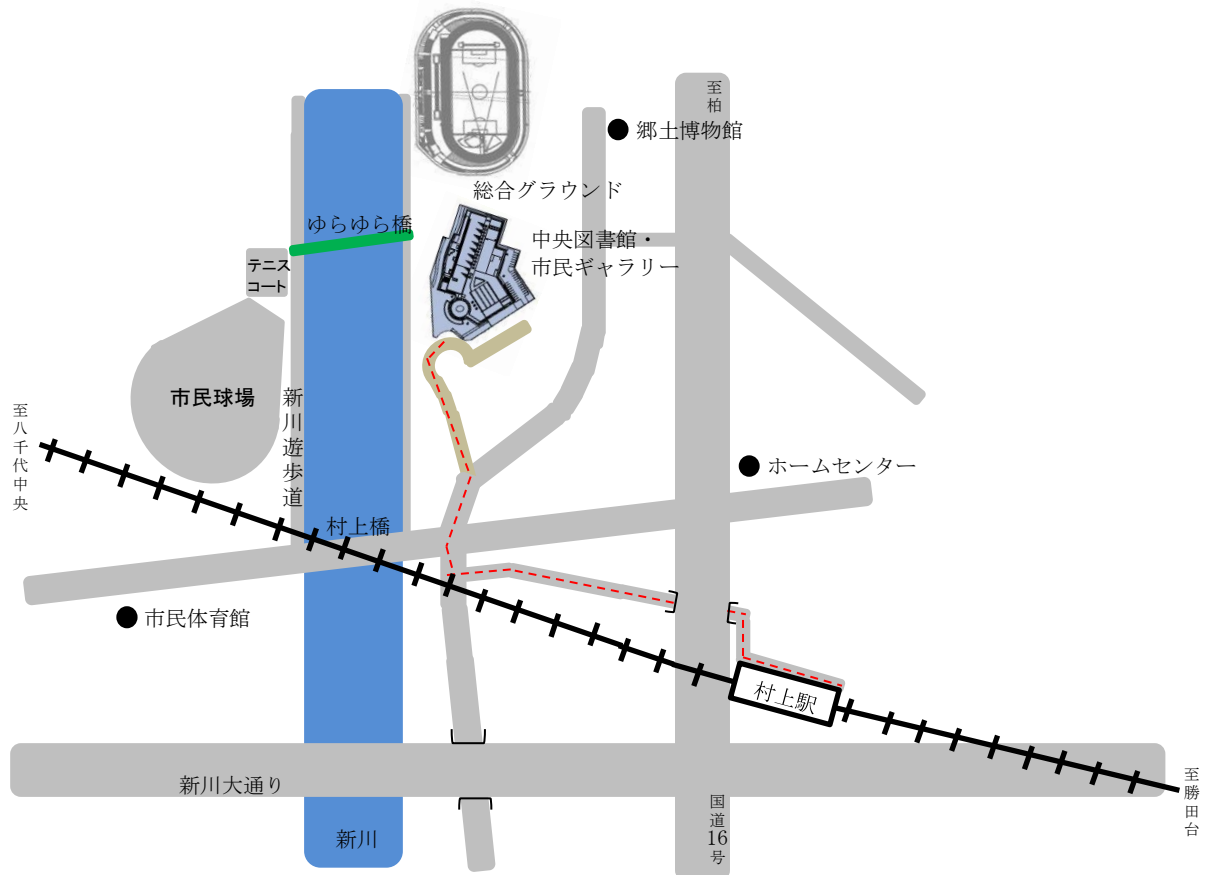 至柏
郷土博物館
総合グラウンド
ゆらゆら橋
中央図書館・
市民ギャラリー
テニス
コート
市民球場
新川遊歩道
至八千代中央
ホームセンター
村上橋
市民体育館
村上駅
新川大通り
至勝田台
国道16号
新川